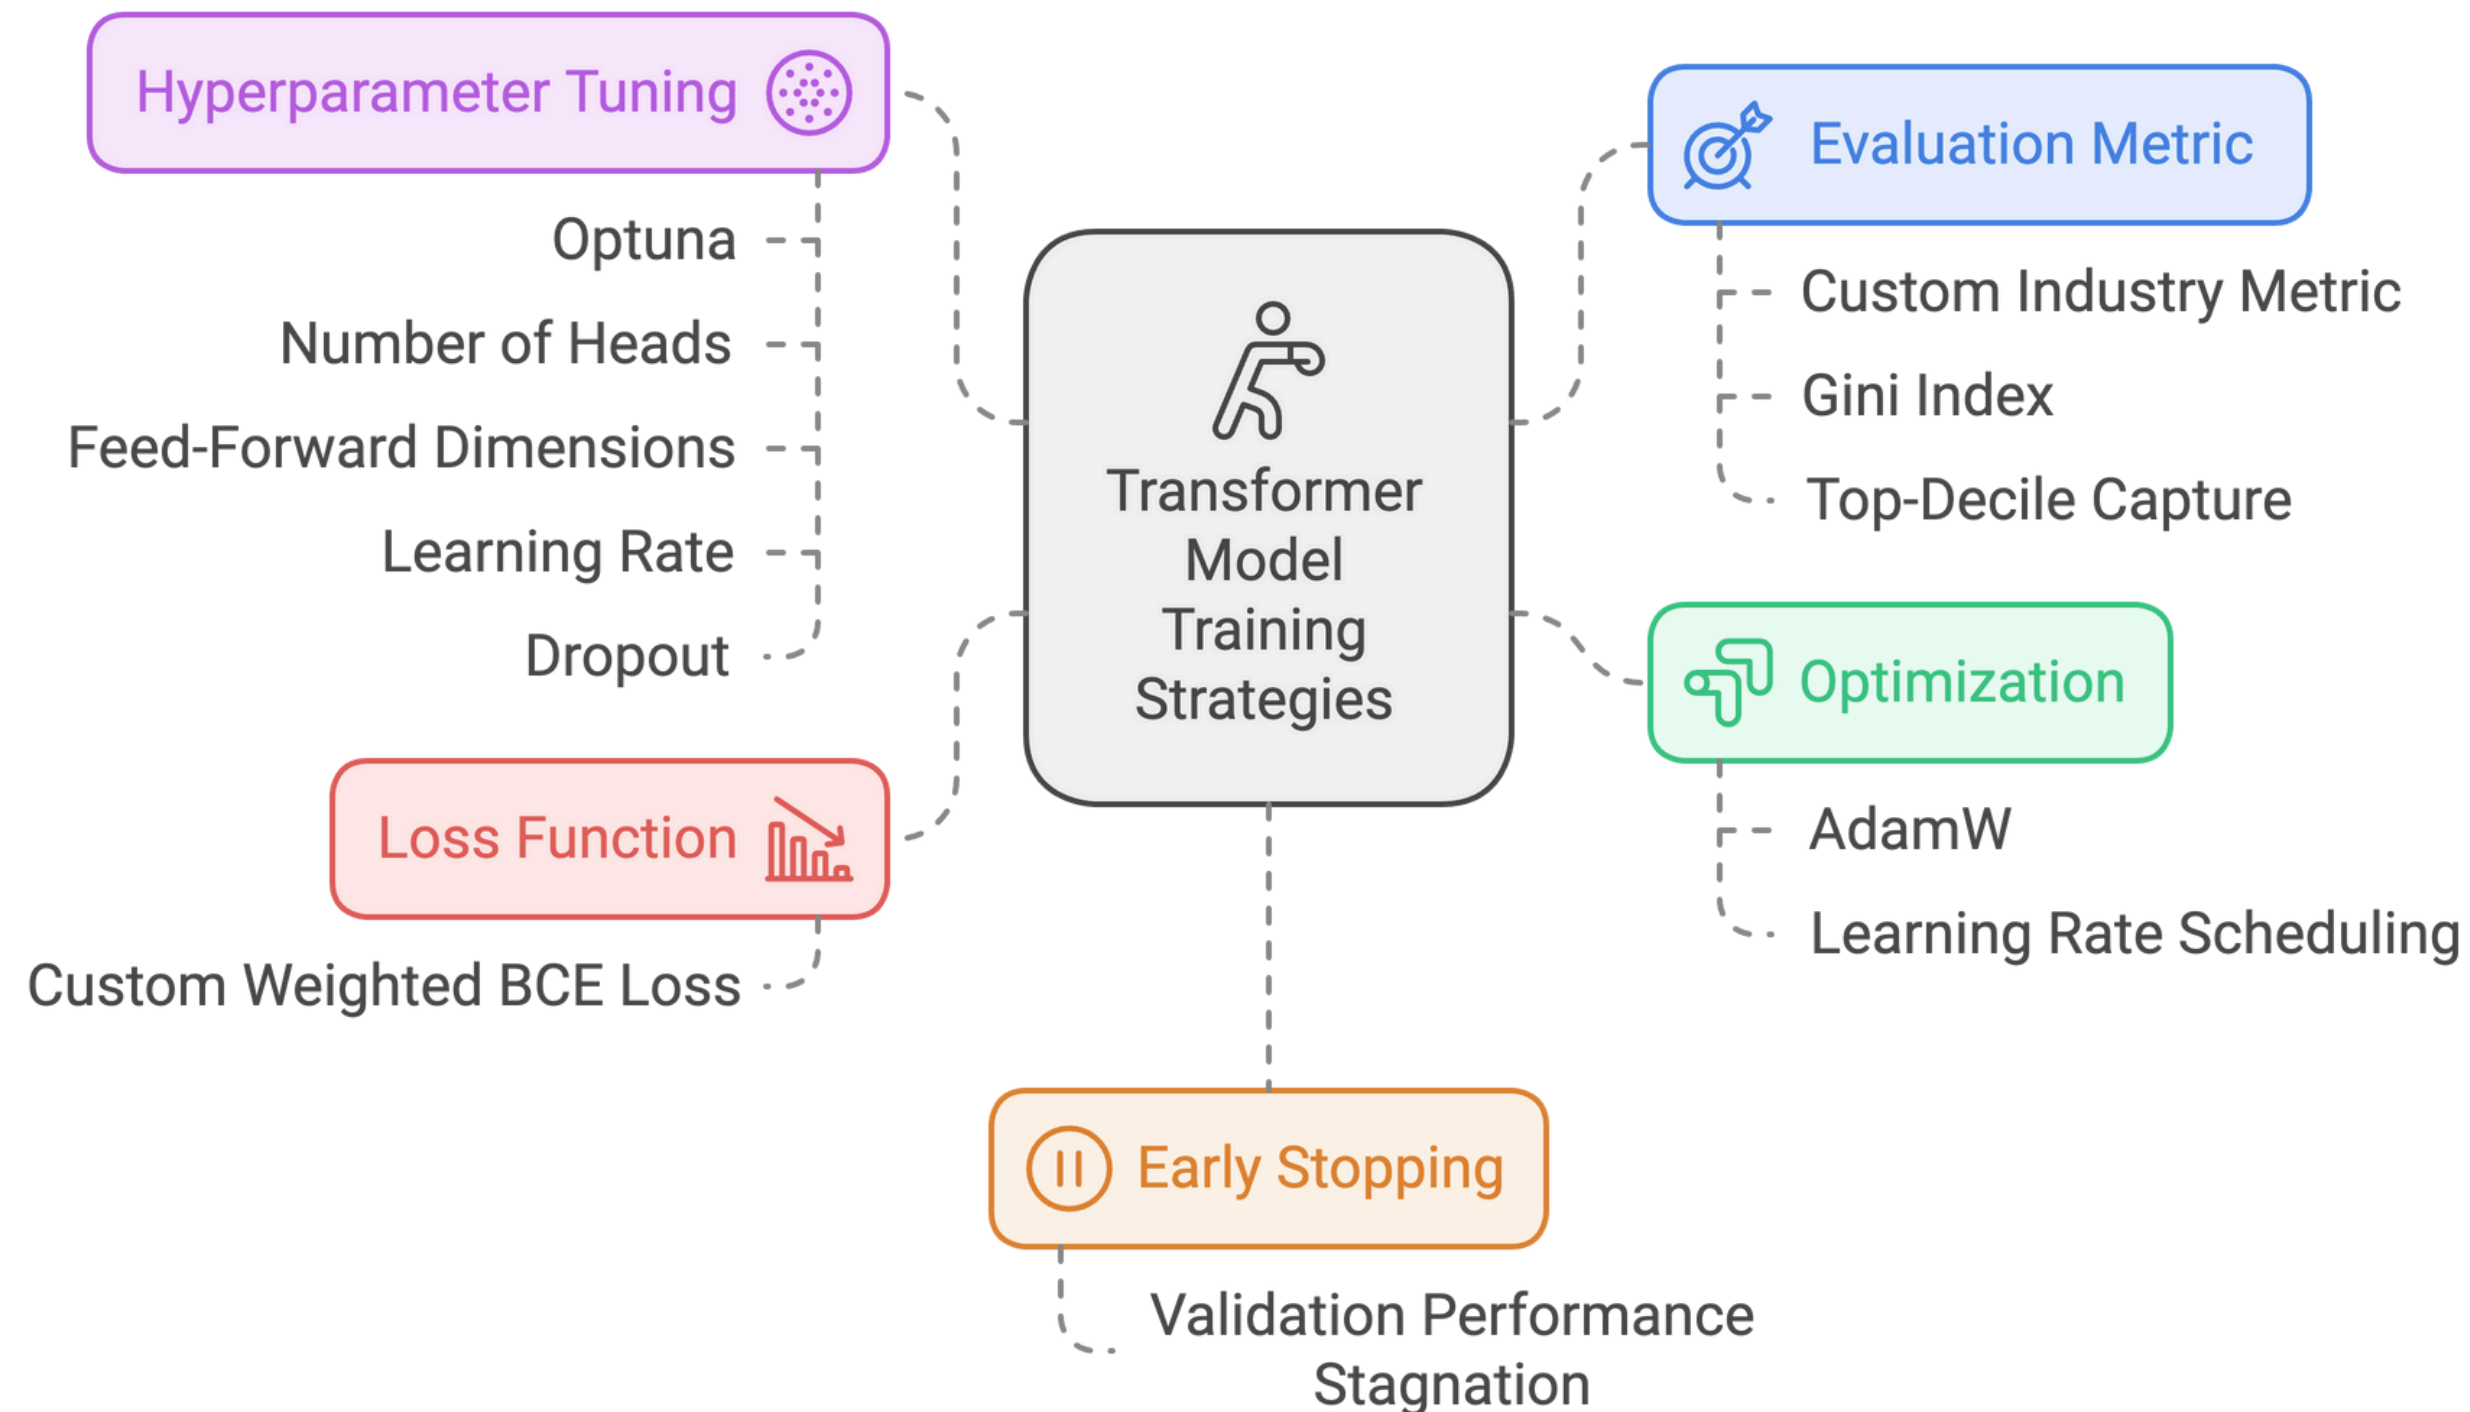 Hyperparameter Tuning
Optuna
Number of Heads
Feed-Forward Dimensions
Learning Rate
Dropout
Loss Function
Custom Weighted BCE Loss
Transformer
Model
Training
Strategies
Evaluation Metric
Custom Industry Metric
Gini Index
Top-Decile Capture
Optimization
AdamW
Learning Rate Scheduling
Early Stopping
Validation Performance
Stagnation